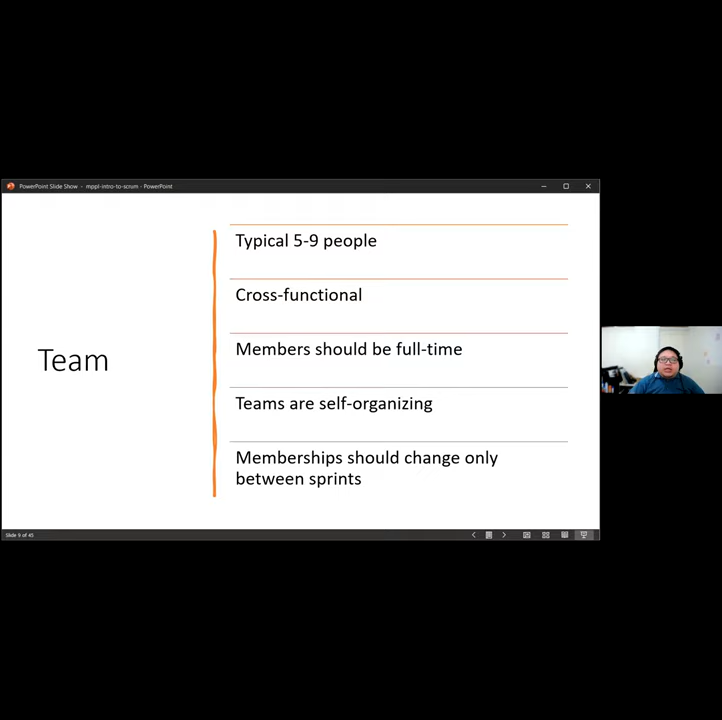 PowerPoint Slide Show - mppl-intro-to-scrum - PowerPoint
Team
Typical 5-9 people
Cross-functional
Members should be full-time
Teams are self-organizing
Memberships should change only
between sprints
Slide 9 of 45